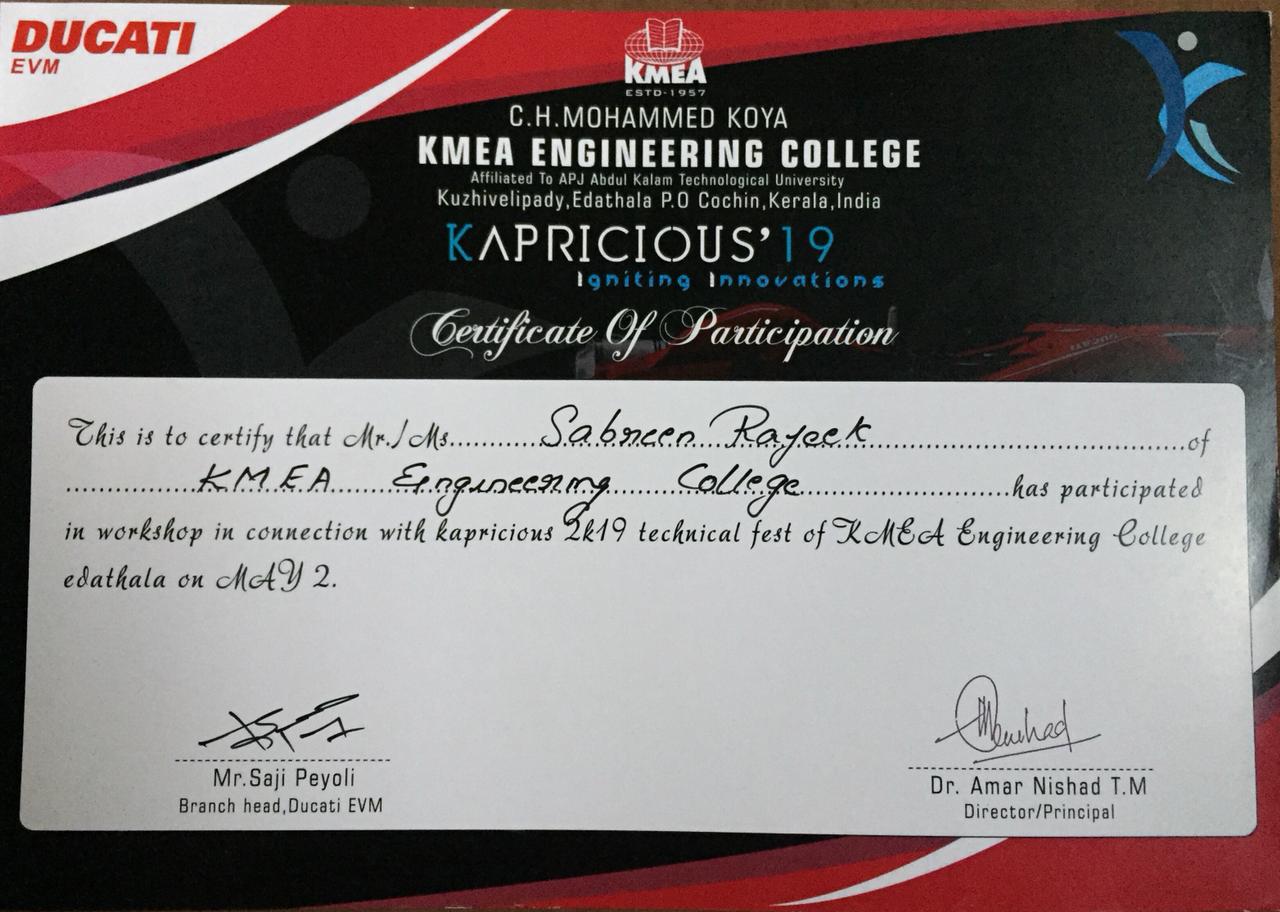 DUCATI
EVM
KMEA
ESTD-1957
C.H.MOHAMMED KOYA
KMEA ENGINEERING COLLEGE
Affiliated To APJ Abdul Kalam Technological University
Kuzhivelipady,Edathala P.O Cochin,Kerala,India
KAPRICIOUS'19
Igniting Innovations
Certificate Of Participation
This is to certify that Mr./Ms..........Sabreen Rajeek..........of
..........KMEA Engineering College..........has participated
in workshop in connection with kapricious 2k19 technical fest of KMEA Engineering College
edathala on MAY 2.
Mr.Saji Peyoli
Branch head,Ducati EVM
Dr. Amar Nishad T.M
Director/Principal